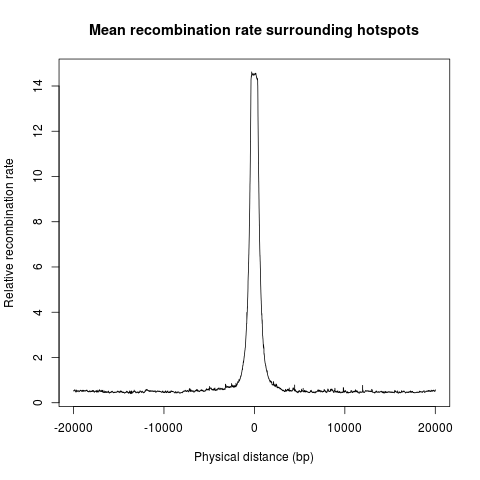 Mean recombination rate surrounding hotspots
Relative recombination rate
14
12
10
8
6
4
2
0
-20000 -10000 0 10000 20000
Physical distance (bp)